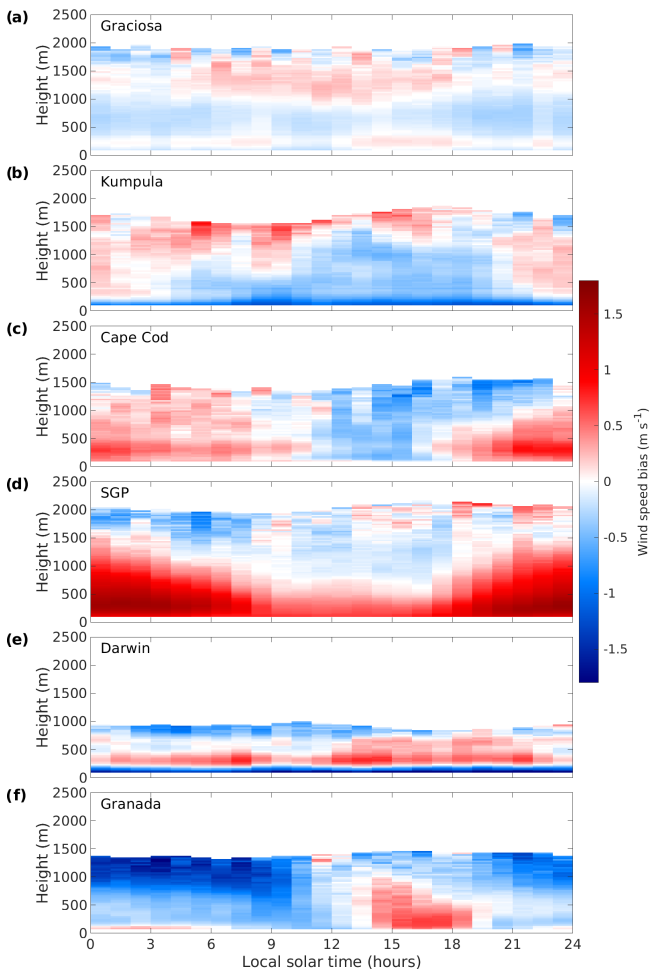 (a)
Graciosa
2500
2000
1500
1000
500
0
Height (m)
(b)
Kumpula
2500
2000
1500
1000
500
0
Height (m)
(c)
Cape Cod
2500
2000
1500
1000
500
0
Height (m)
(d)
SGP
2500
2000
1500
1000
500
0
Height (m)
(e)
Darwin
2500
2000
1500
1000
500
0
Height (m)
(f)
Granada
2500
2000
1500
1000
500
0
Height (m)
0 3 6 9 12 15 18 21 24
Local solar time (hours)
1.5
1
0.5
0
-0.5
-1
-1.5
Wind speed bias (m s⁻¹)